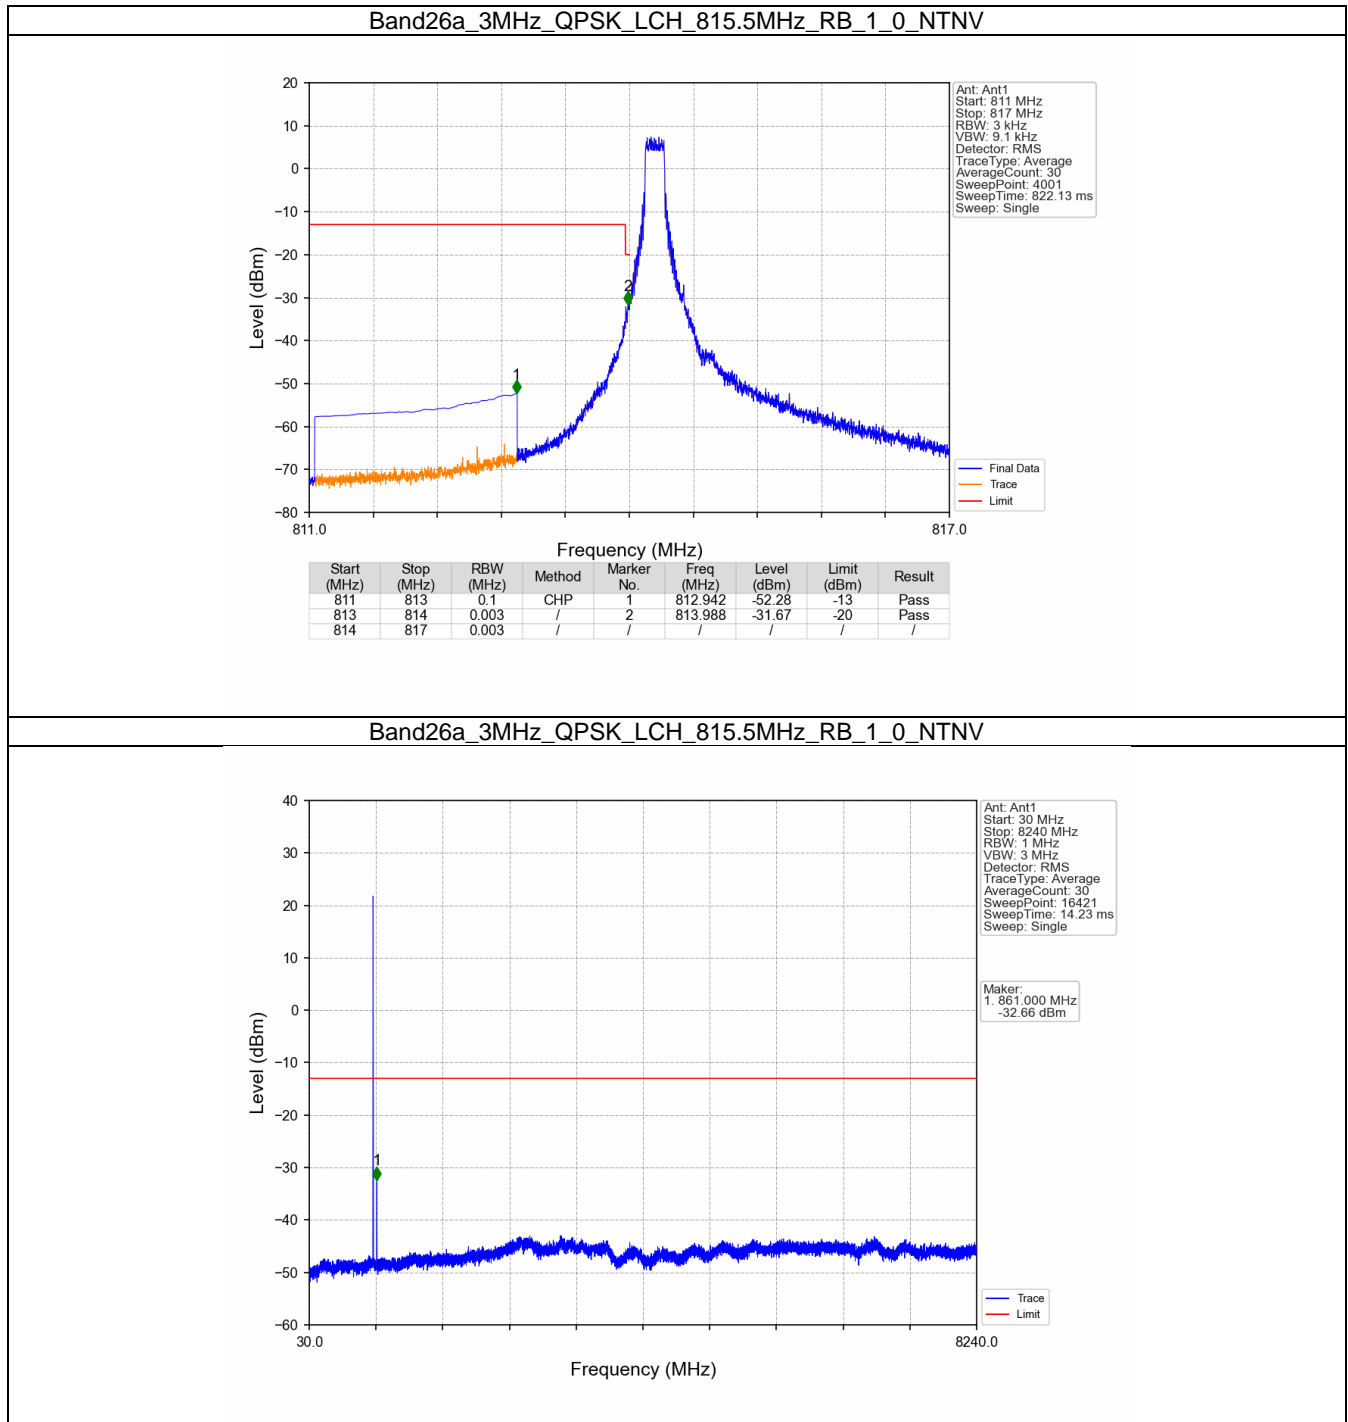 Band26a_3MHz_QPSK_LCH_815.5MHz_RB_1_0_NTNV
20
10
0
−10
−20
−30
−40
−50
−60
−70
−80
Level (dBm)
1
2
811.0
817.0
Frequency (MHz)
Ant: Ant1
Start: 811 MHz
Stop: 817 MHz
RBW: 3 kHz
VBW: 9.1 kHz
Detector: RMS
TraceType: Average
AverageCount: 30
SweepPoint: 4001
SweepTime: 822.13 ms
Sweep: Single
Final Data
Trace
Limit
Start (MHz) Stop (MHz) RBW (MHz) Method Marker No. Freq (MHz) Level (dBm) Limit (dBm) Result
811 813 0.1 CHP 1 812.942 -52.28 -13 Pass
813 814 0.003 / 2 813.988 -31.67 -20 Pass
814 817 0.003 / / / / / /
Band26a_3MHz_QPSK_LCH_815.5MHz_RB_1_0_NTNV
40
30
20
10
0
−10
−20
−30
−40
−50
−60
Level (dBm)
1
30.0
8240.0
Frequency (MHz)
Ant: Ant1
Start: 30 MHz
Stop: 8240 MHz
RBW: 1 MHz
VBW: 3 MHz
Detector: RMS
TraceType: Average
AverageCount: 30
SweepPoint: 16421
SweepTime: 14.23 ms
Sweep: Single
Maker:
1. 861.000 MHz
-32.66 dBm
Trace
Limit